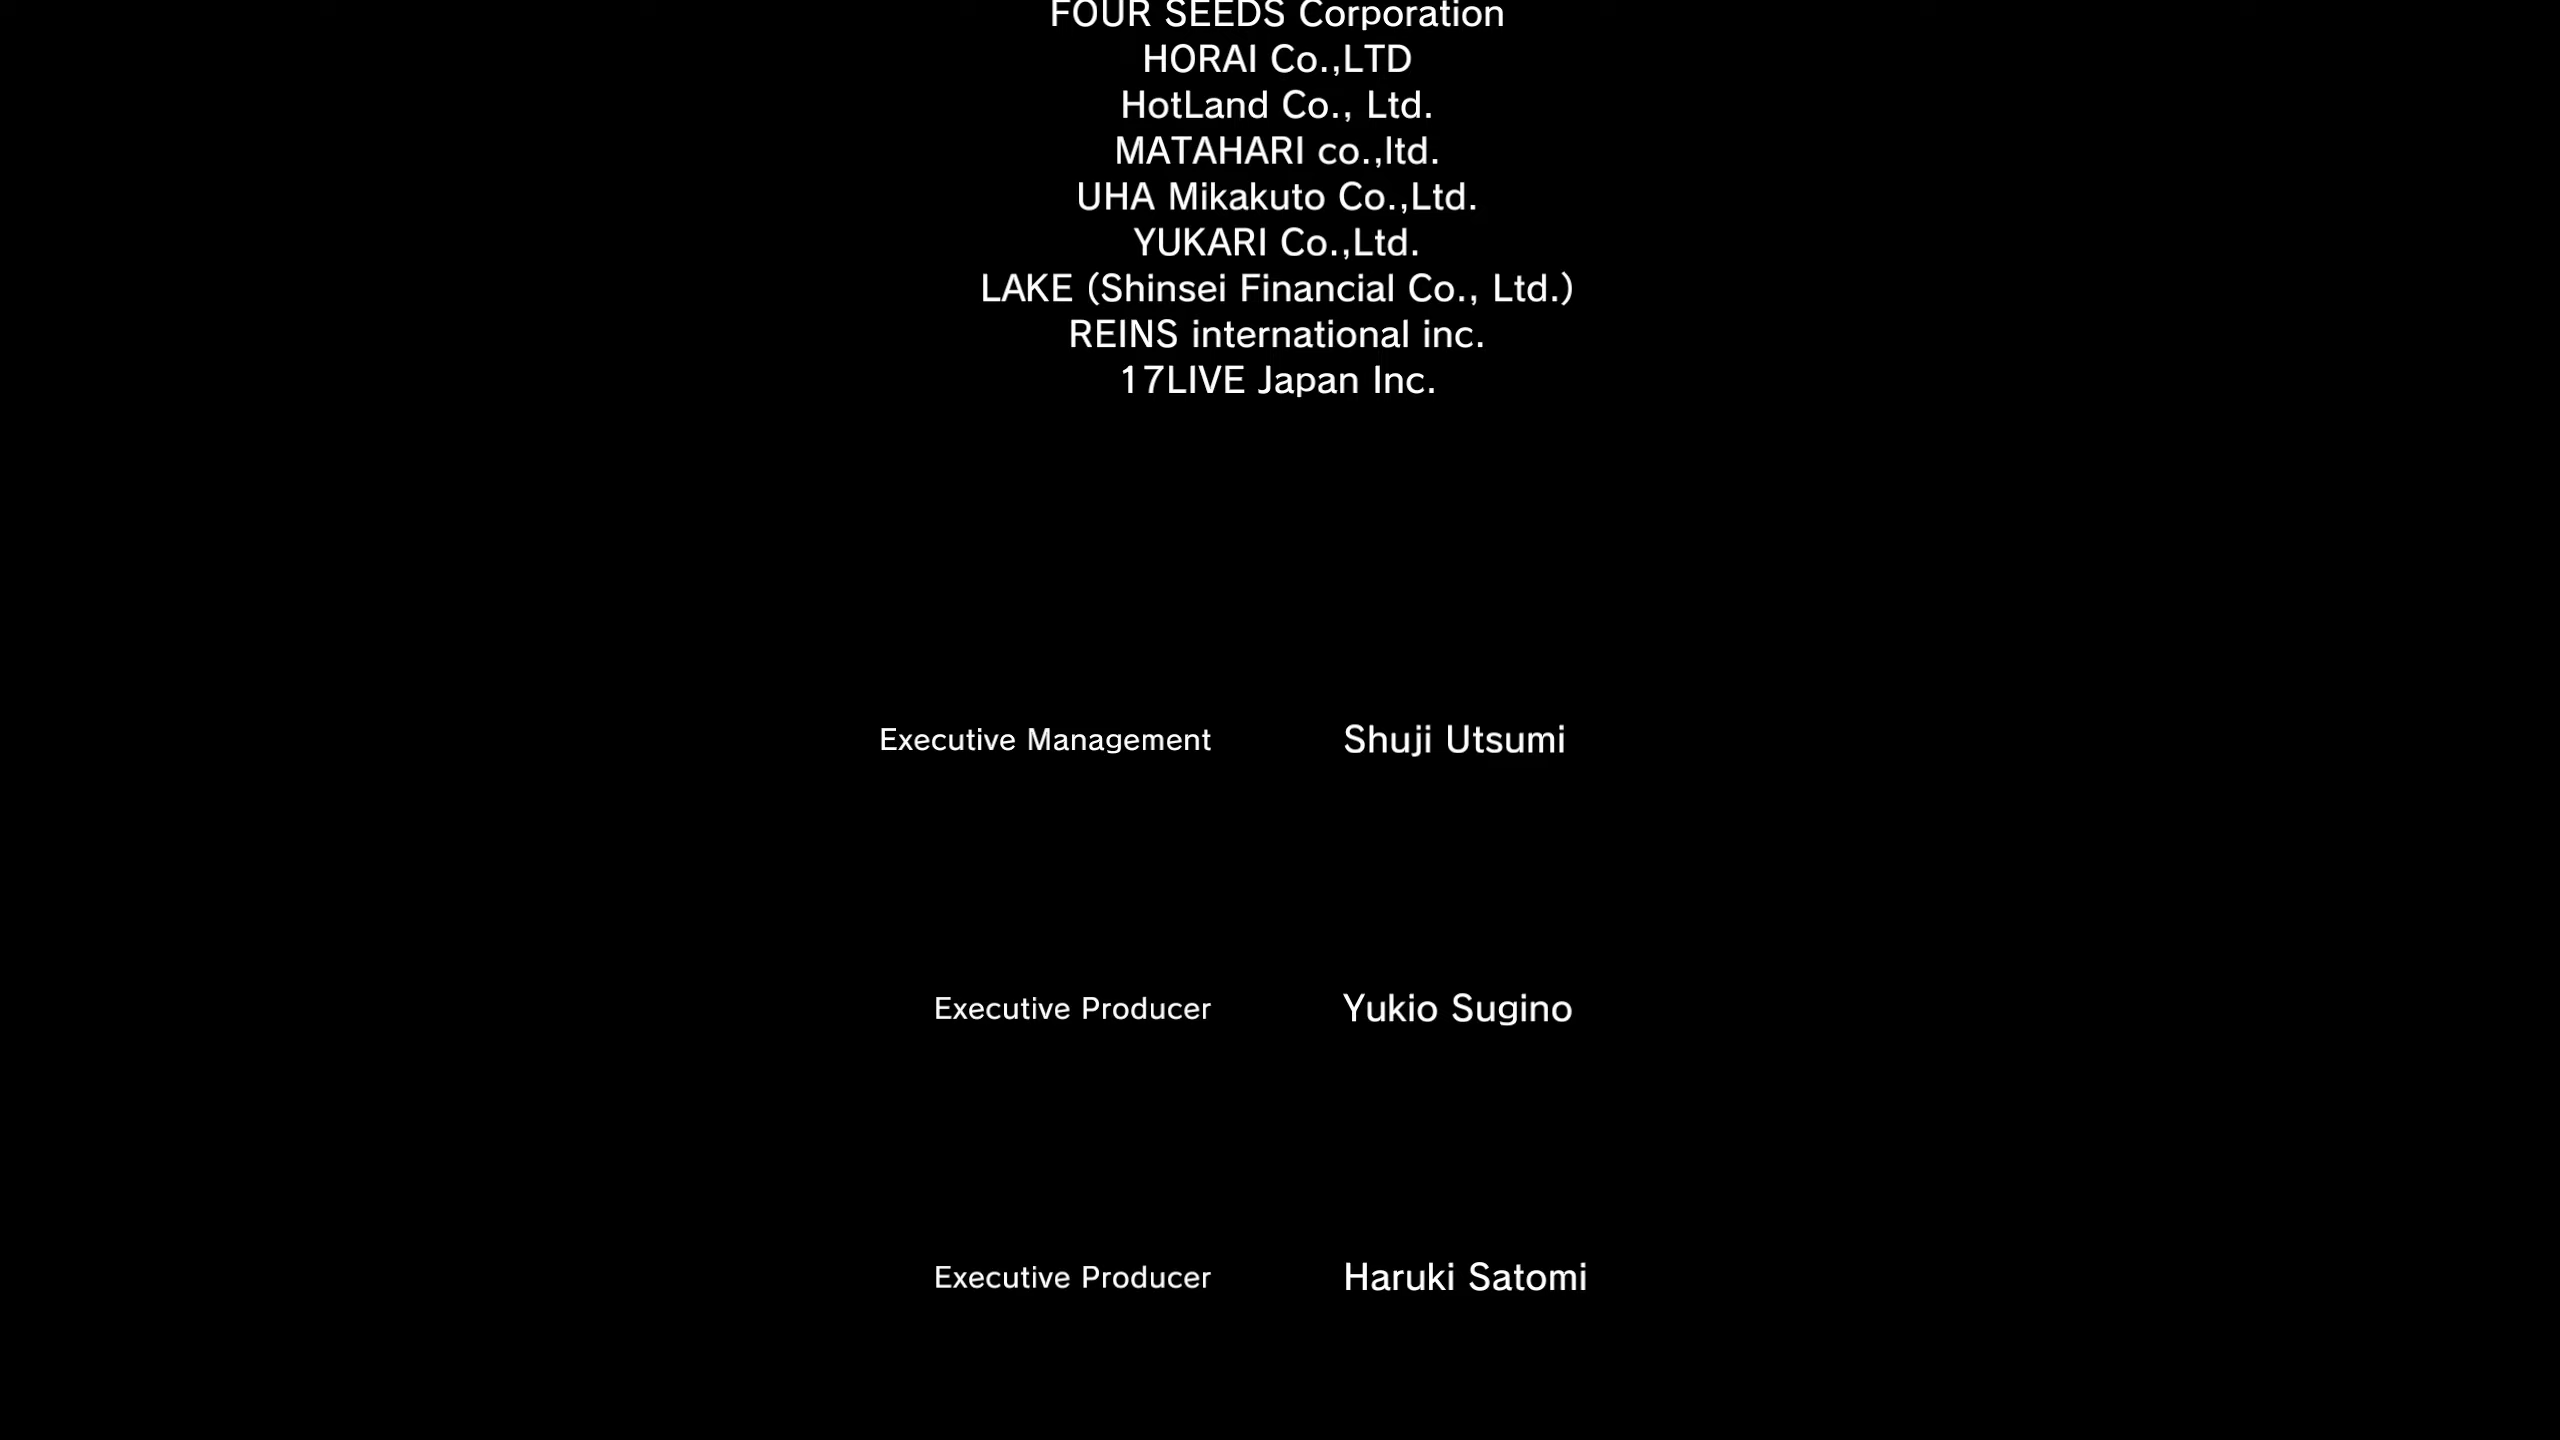 FOUR SEEDS Corporation
HORAI Co.,LTD
HotLand Co., Ltd.
MATAHARI co.,ltd.
UHA Mikakuto Co.,Ltd.
YUKARI Co.,Ltd.
LAKE (Shinsei Financial Co., Ltd.)
REINS international inc.
17LIVE Japan Inc.
Executive Management Shuji Utsumi
Executive Producer Yukio Sugino
Executive Producer Haruki Satomi